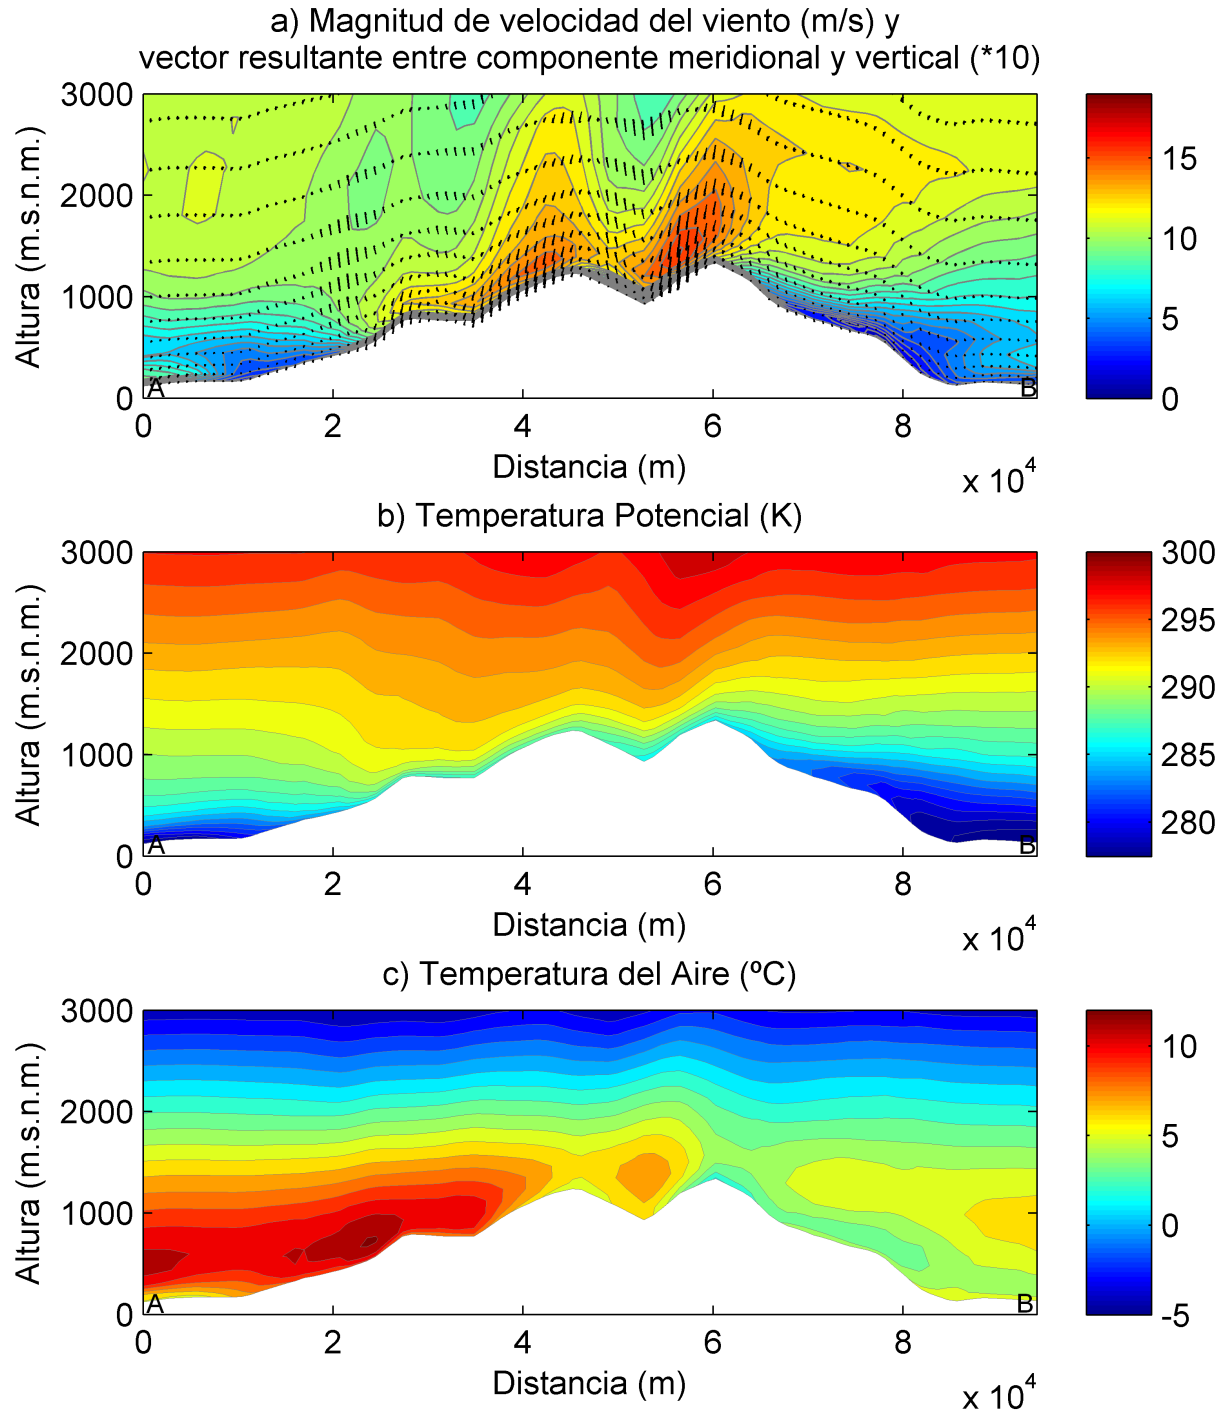 a) Magnitud de velocidad del viento (m/s) y
vector resultante entre componente meridional y vertical (*10)
3000
2000
1000
0
Altura (m.s.n.m.)
A
B
0
2
4
6
8
x 10^4
Distancia (m)
15
10
5
0
b) Temperatura Potencial (K)
3000
2000
1000
0
Altura (m.s.n.m.)
A
B
0
2
4
6
8
x 10^4
Distancia (m)
300
295
290
285
280
c) Temperatura del Aire (ºC)
3000
2000
1000
0
Altura (m.s.n.m.)
A
B
0
2
4
6
8
x 10^4
Distancia (m)
10
5
0
-5